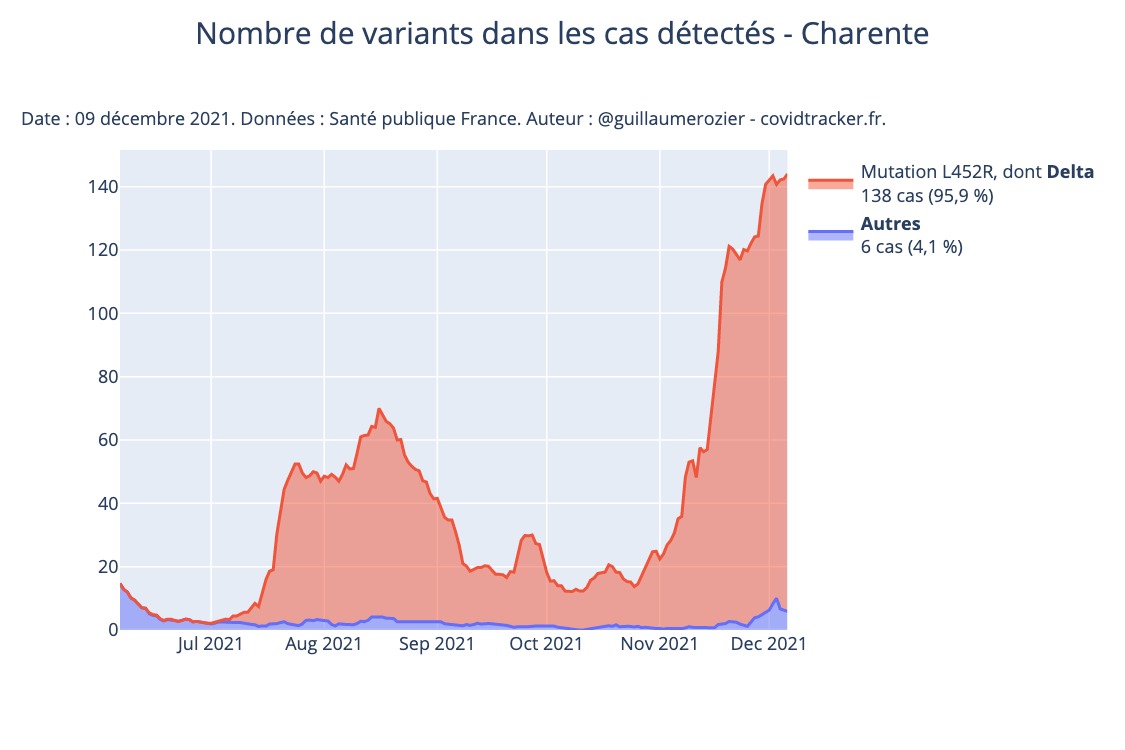 Nombre de variants dans les cas détectés - Charente
Date : 09 décembre 2021. Données : Santé publique France. Auteur : @guillaumerozier - covidtracker.fr.
Mutation L452R, dont Delta
138 cas (95,9 %)
Autres
6 cas (4,1 %)
140
120
100
80
60
40
20
0
Jul 2021
Aug 2021
Sep 2021
Oct 2021
Nov 2021
Dec 2021